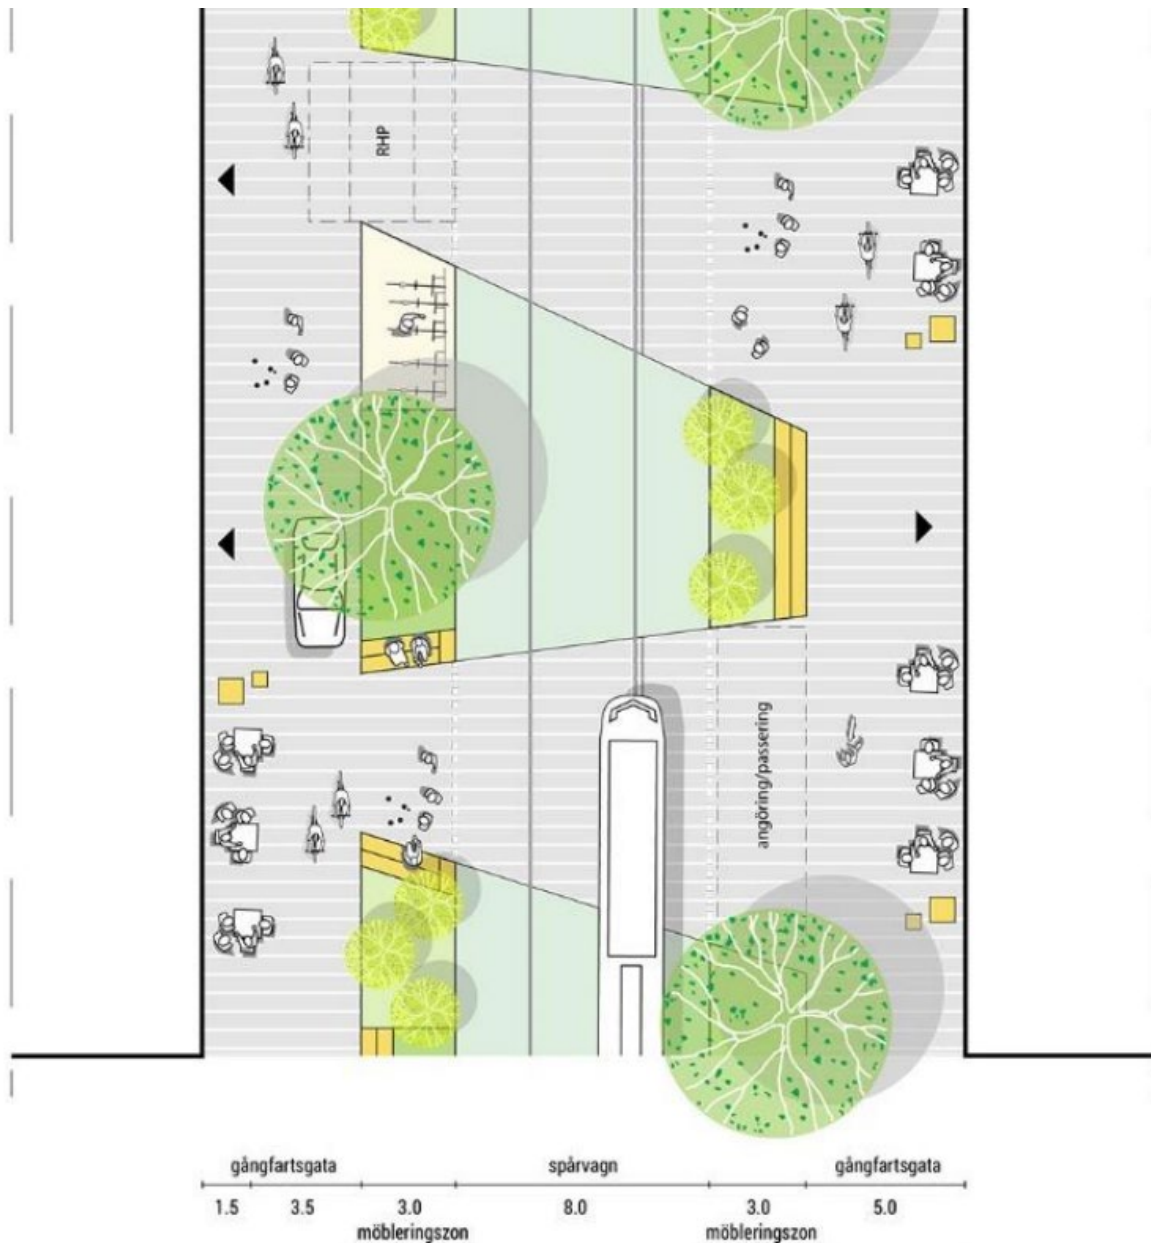 RHP
angöring/passering
gångfartsgata spårvagn gångfartsgata
1.5 3.5 3.0 8.0 3.0 5.0
möbleringszon möbleringszon